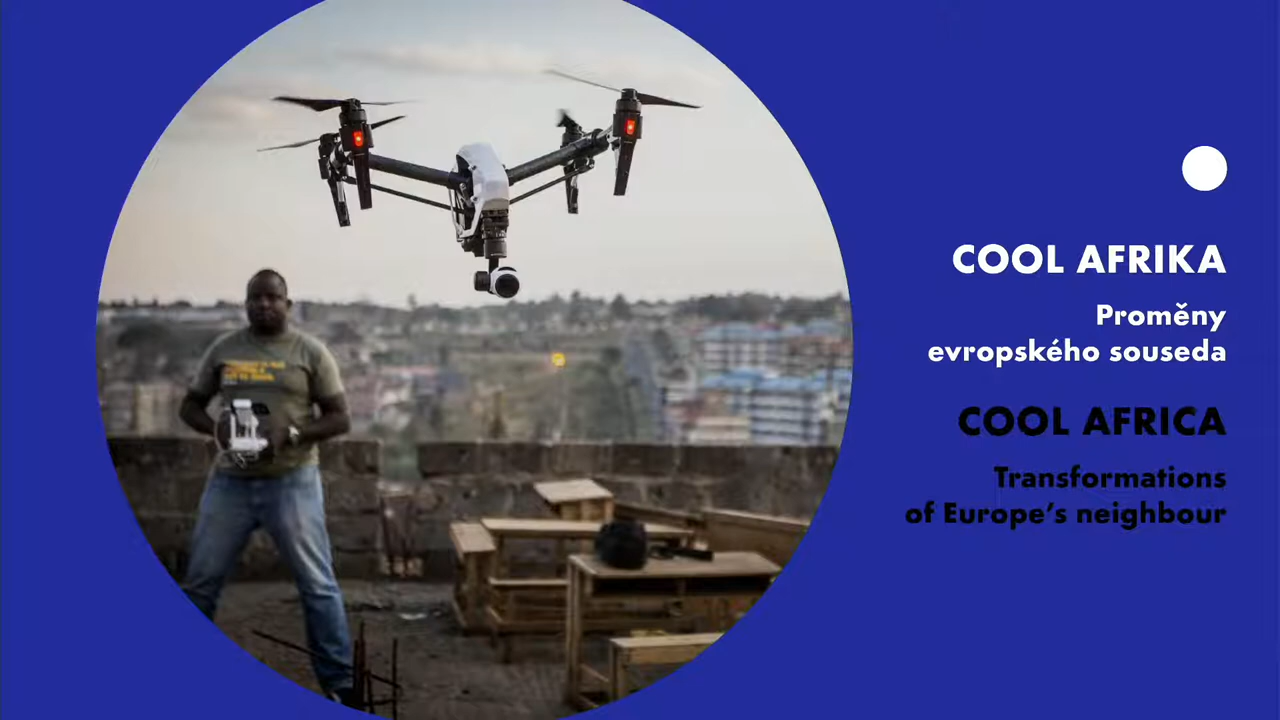 COOL AFRIKA
Proměny
evropského souseda
COOL AFRICA
Transformations
of Europe’s neighbour